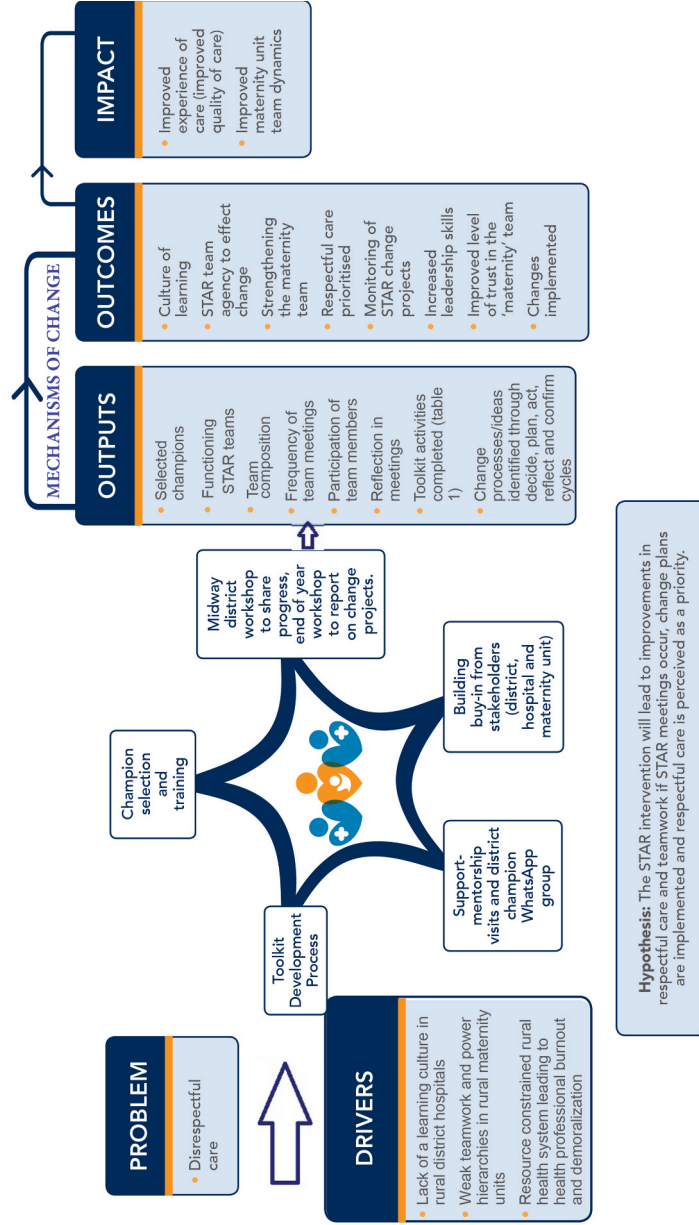 PROBLEM
• Disrespectful
care
DRIVERS
• Lack of a learning culture in
rural district hospitals
• Weak teamwork and power
hierarchies in rural maternity
units
• Resource constrained rural
health system leading to
health professional burnout
and demoralization
Toolkit
Development
Process
Champion
selection
and
training
Midway
district
workshop
to share
progress,
end of year
workshop
to report
on change
projects.
Support-
mentorship
visits and district
champion
WhatsApp
group
Building
buy-in from
stakeholders
(district,
hospital and
maternity unit)
MECHANISMS OF CHANGE
OUTPUTS
• Selected
champions
• Functioning
STAR teams
• Team
composition
• Frequency of
team meetings
• Participation of
team members
• Reflection in
meetings
• Toolkit activities
completed (table
1)
• Change
processes/ideas
identified through
decide, plan, act,
reflect and confirm
cycles
OUTCOMES
• Culture of
learning
• STAR team
agency to effect
change
• Strengthening
the maternity
team
• Respectful care
prioritised
• Monitoring of
STAR change
projects
• Increased
leadership skills
• Improved level
of trust in the
‘maternity’ team
• Changes
implemented
IMPACT
• Improved
experience of
care (improved
quality of care)
• Improved
maternity unit
team dynamics
Hypothesis: The STAR intervention will lead to improvements in
respectful care and teamwork if STAR meetings occur, change plans
are implemented and respectful care is perceived as a priority.